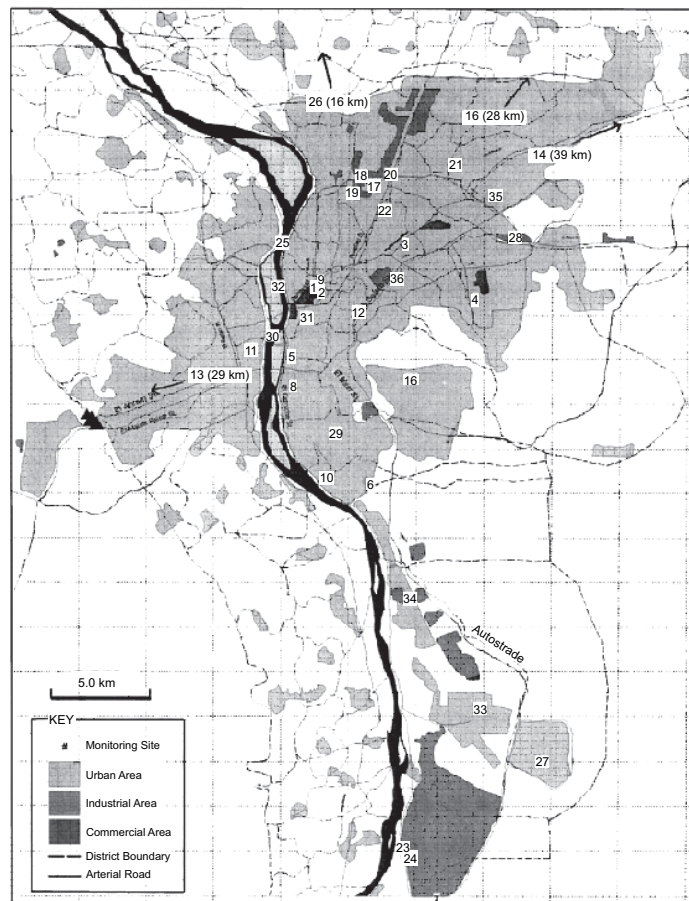 26 (16 km)
16 (28 km)
14 (39 km)
21
18
20
17
19
35
22
25
3
28
36
9
32
1
2
4
12
31
30
11
5
16
13 (29 km)
8
29
10
6
34
Autostrade
5.0 km
33
KEY
# Monitoring Site
27
Urban Area
Industrial Area
Commercial Area
District Boundary
23
Arterial Road
24